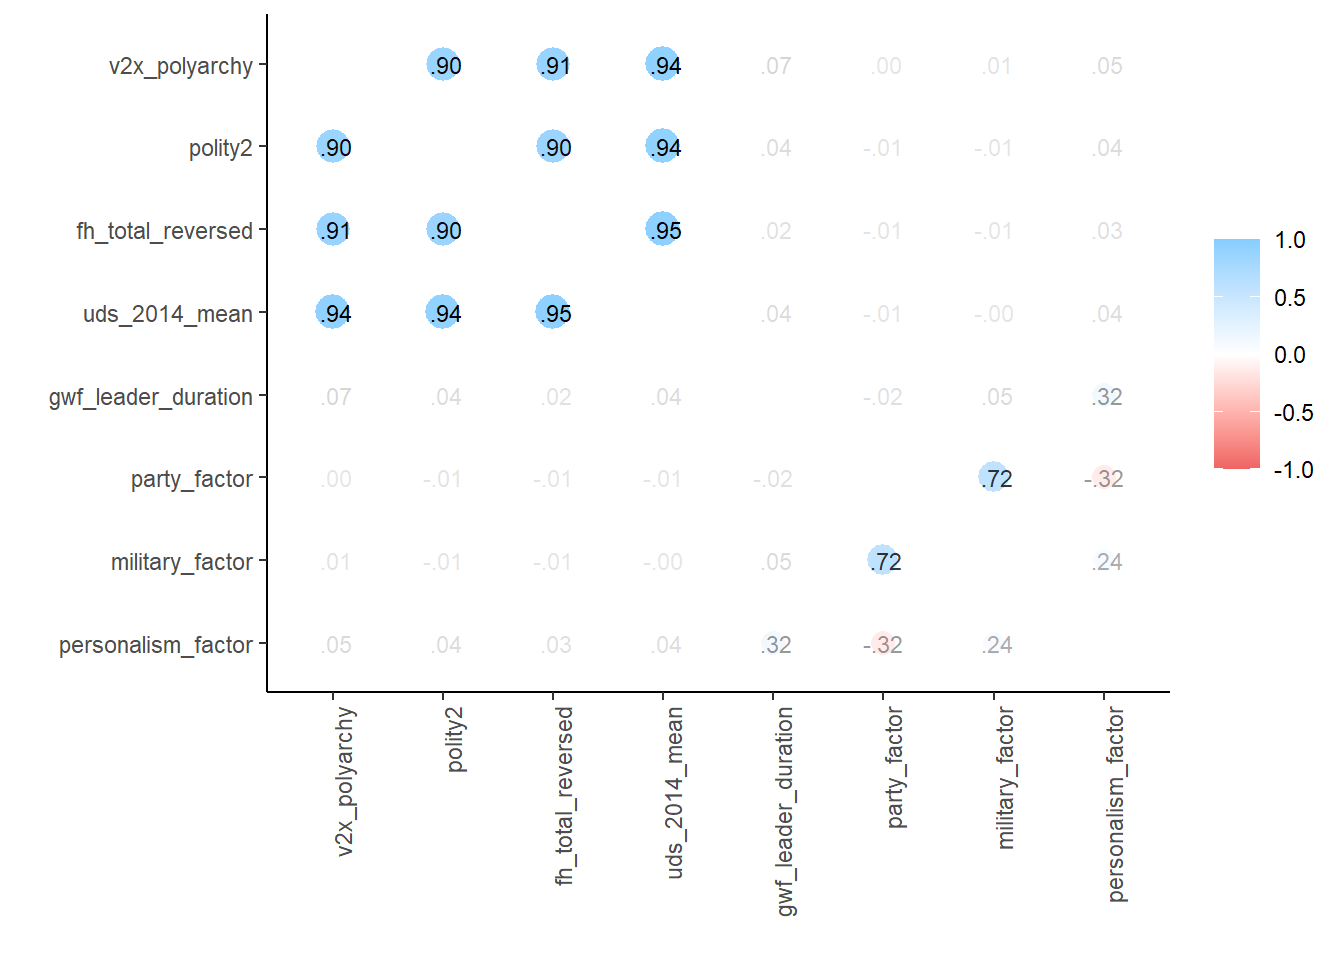 v2x_polyarchy .90 .91 .94 .07 .00 .01 .05
polity2 .90 .90 .94 .04 -.01 -.01 .04
fh_total_reversed .91 .90 .95 .02 -.01 -.01 .03
uds_2014_mean .94 .94 .95 .04 -.01 -.00 .04
gwf_leader_duration .07 .04 .02 .04 -.02 .05 .32
party_factor .00 -.01 -.01 -.01 -.02 .72 -.32
military_factor .01 -.01 -.01 -.00 .05 .72 .24
personalism_factor .05 .04 .03 .04 .32 -.32 .24
v2x_polyarchy
polity2
fh_total_reversed
uds_2014_mean
gwf_leader_duration
party_factor
military_factor
personalism_factor
1.0
0.5
0.0
-0.5
-1.0